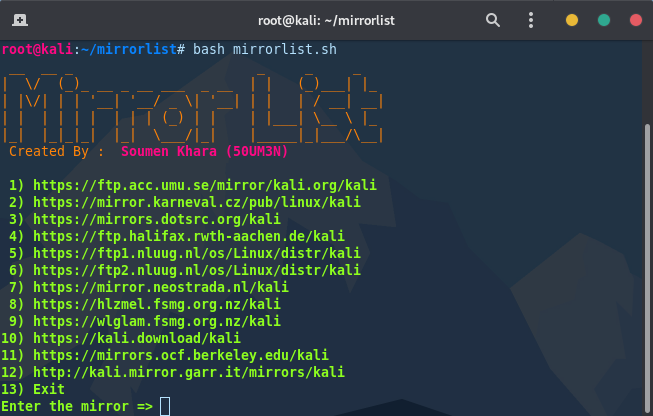 root@kali: ~/mirrorlist
root@kali:~/mirrorlist# bash mirrorlist.sh
Mirror List
Created By :  Soumen Khara (50UM3N)
1) https://ftp.acc.umu.se/mirror/kali.org/kali
2) https://mirror.karneval.cz/pub/linux/kali
3) https://mirrors.dotsrc.org/kali
4) https://ftp.halifax.rwth-aachen.de/kali
5) https://ftp1.nluug.nl/os/Linux/distr/kali
6) https://ftp2.nluug.nl/os/Linux/distr/kali
7) https://mirror.neostrada.nl/kali
8) https://hlzmel.fsmg.org.nz/kali
9) https://wlglam.fsmg.org.nz/kali
10) https://kali.download/kali
11) https://mirrors.ocf.berkeley.edu/kali
12) http://kali.mirror.garr.it/mirrors/kali
13) Exit
Enter the mirror =>